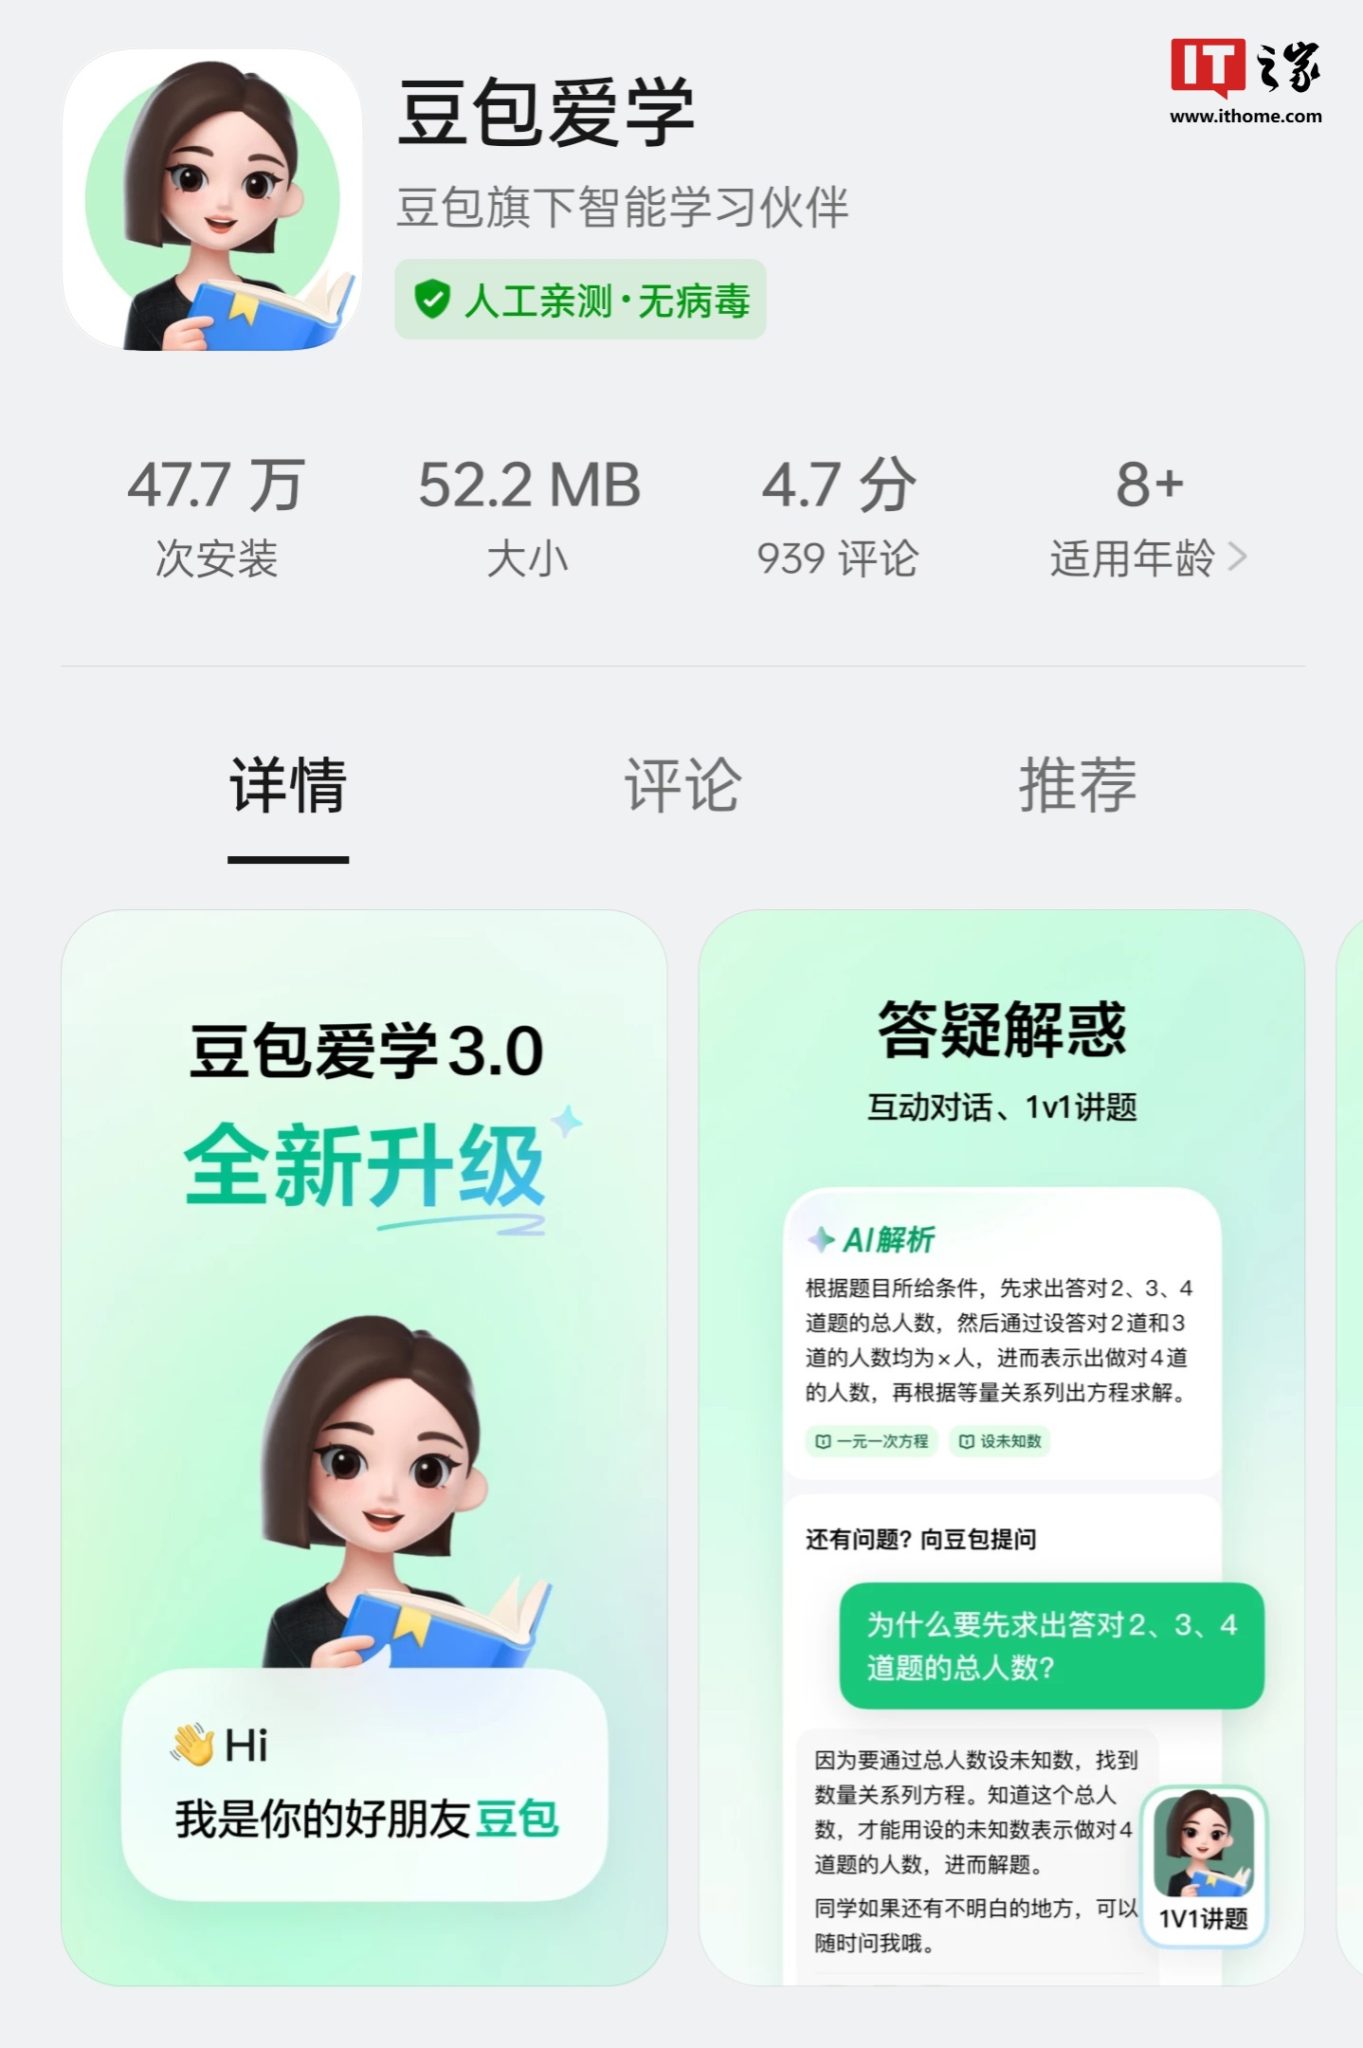 IT之家
www.ithome.com
豆包爱学
豆包旗下智能学习伙伴
人工亲测·无病毒
47.7 万
次安装
52.2 MB
大小
4.7 分
939 评论
8+
适用年龄
详情
评论
推荐
豆包爱学3.0
全新升级
Hi
我是你的好朋友豆包
答疑解惑
互动对话、1v1讲题
AI解析
根据题目所给条件，先求出答对2、3、4
道题的总人数，然后通过设答对2道和3
道的人数均为×人，进而表示出做对4道
的人数，再根据等量关系列出方程求解。
一元一次方程
设未知数
还有问题？向豆包提问
为什么要先求出答对2、3、4
道题的总人数？
因为要通过总人数设未知数，找到
数量关系列方程。知道这个总人
数，才能用设的未知数表示做对4
道题的人数，进而解题。
同学如果还有不明白的地方，可以
随时问我哦。
1V1讲题